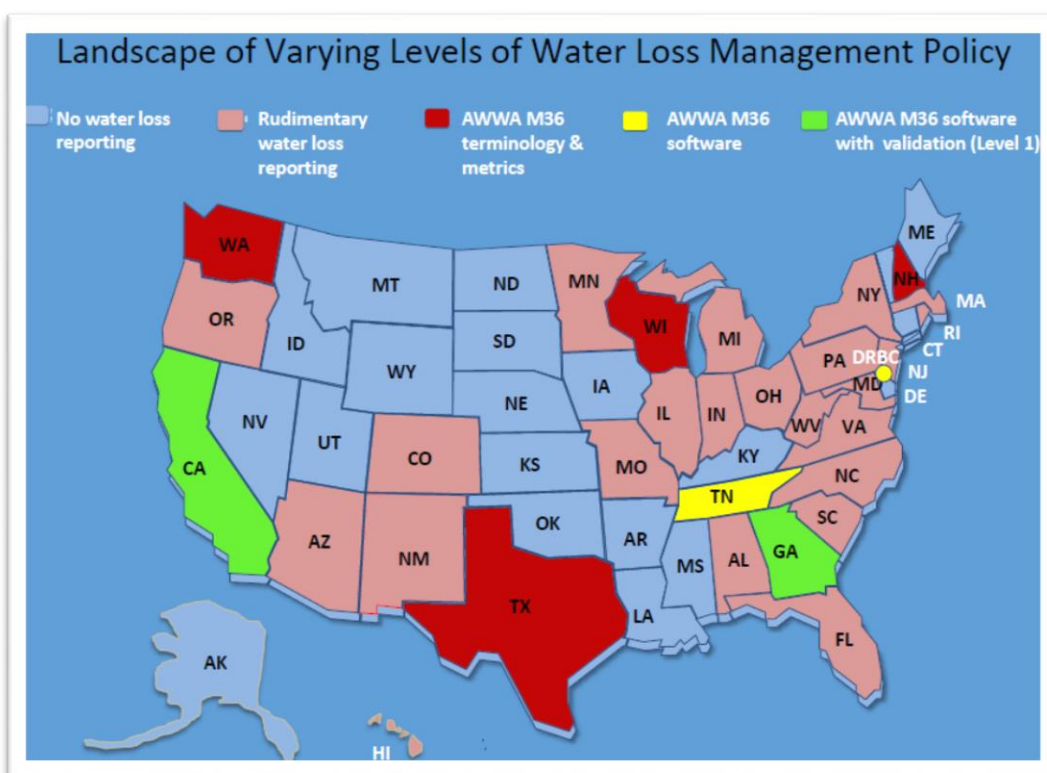 Landscape of Varying Levels of Water Loss Management Policy
No water loss
reporting
Rudimentary
water loss
reporting
AWWA M36
terminology &
metrics
AWWA M36
software
AWWA M36 software
with validation (Level 1)
WA
OR
CA
ID
NV
MT
WY
UT
AZ
CO
NM
ND
SD
NE
KS
OK
TX
MN
IA
MO
AR
LA
WI
IL
MS
MI
IN
OH
KY
TN
AL
GA
FL
SC
NC
VA
WV
PA
DRBC
MD
NY
ME
NH
MA
RI
CT
NJ
DE
AK
HI